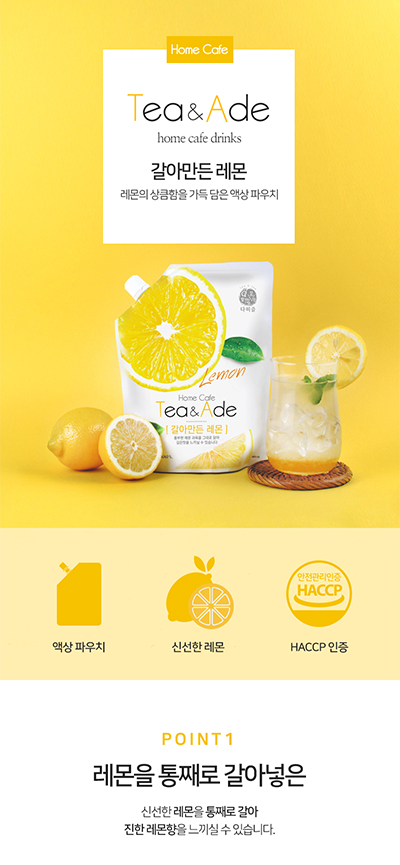 Home Cafe
Tea & Ade
home cafe drinks
갈아만든 레몬
레몬의 상큼함을 가득 담은 액상 파우치
Lemon
Home Cafe
Tea & Ade
[ 갈아만든 레몬 ]
액상 파우치
신선한 레몬
안전관리인증
HACCP
HACCP 인증
POINT 1
레몬을 통째로 갈아넣은
신선한 레몬을 통째로 갈아
진한 레몬향을 느끼실 수 있습니다.